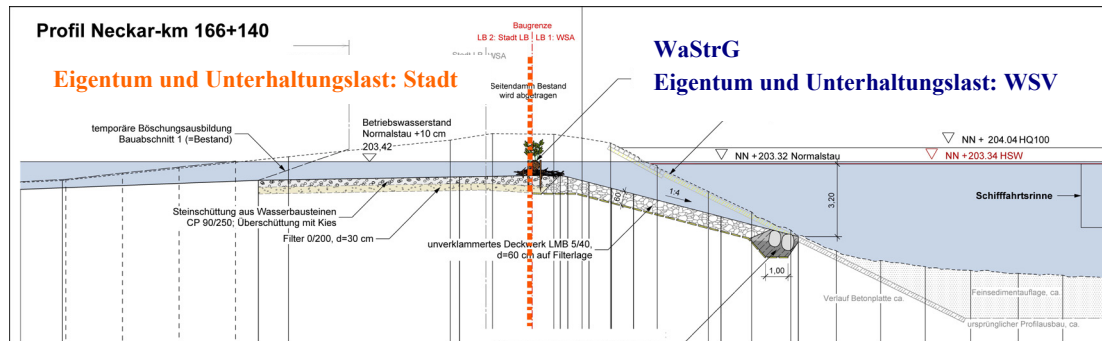 Profil Neckar-km 166+140
Baugrenze
LB 2: Stadt LB
LB 1: WSA
Stadt LB
WSA
WaStrG
Eigentum und Unterhaltungslast: Stadt
Eigentum und Unterhaltungslast: WSV
Seitendamm Bestand
wird abgetragen
temporäre Böschungsausbildung
Bauabschnitt 1 (=Bestand)
Betriebswasserstand
Normalstau +10 cm
203,42
NN + 204.04 HQ100
NN +203.32 Normalstau
NN +203.34 HSW
Schifffahrtsrinne
60
1:4
3,20
Steinschüttung aus Wasserbausteinen
CP 90/250; Überschüttung mit Kies
Filter 0/200, d=30 cm
unverklammertes Deckwerk LMB 5/40,
d=60 cm auf Filterlage
1,00
Verlauf Betonplatte ca.
Feinsedimentauflage, ca.
ursprünglicher Profilausbau, ca.